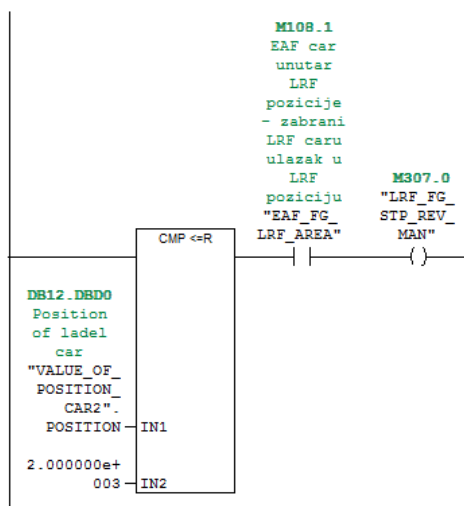 M108.1
EAF car
unutar
LRF
pozicije
- zabrani
LRF caru
ulazak u
LRF
poziciju
"EAF_FG_
LRF_AREA"
M307.0
"LRF_FG_
STP_REV_
MAN"
CMP <=R
DB12.DBD0
Position
of ladel
car
"VALUE_OF_
POSITION_
CAR2".
POSITION
IN1
2.000000e+
003
IN2